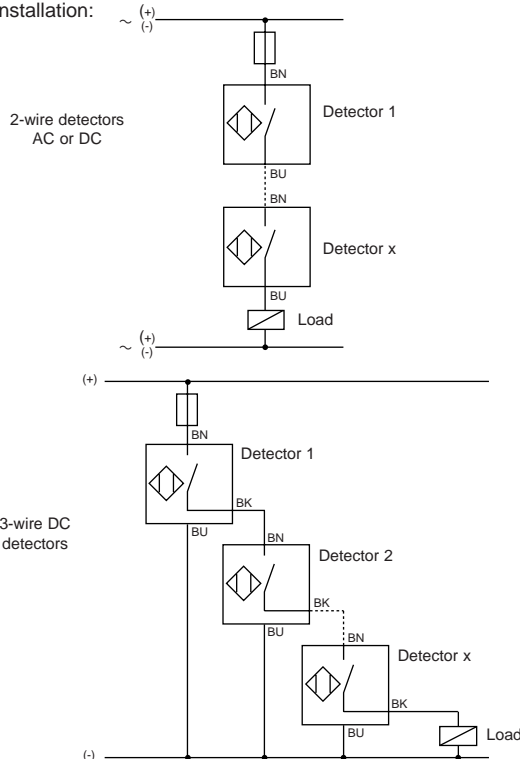 nstallation:
~ (+)
(-)
BN
2-wire detectors
AC or DC
Detector 1
BU
BN
Detector x
BU
Load
~ (+)
(-)
(+)
BN
Detector 1
BK
3-wire DC
detectors
BU
BN
Detector 2
BK
BU
BN
Detector x
BK
BU
Load
(-)